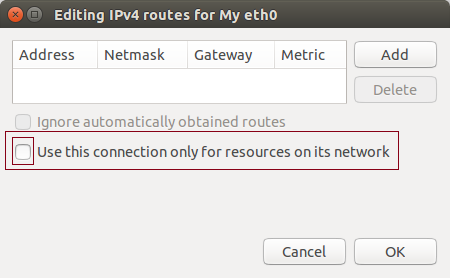 Editing IPv4 routes for My eth0
Address Netmask Gateway Metric Add
Delete
Ignore automatically obtained routes
Use this connection only for resources on its network
Cancel OK